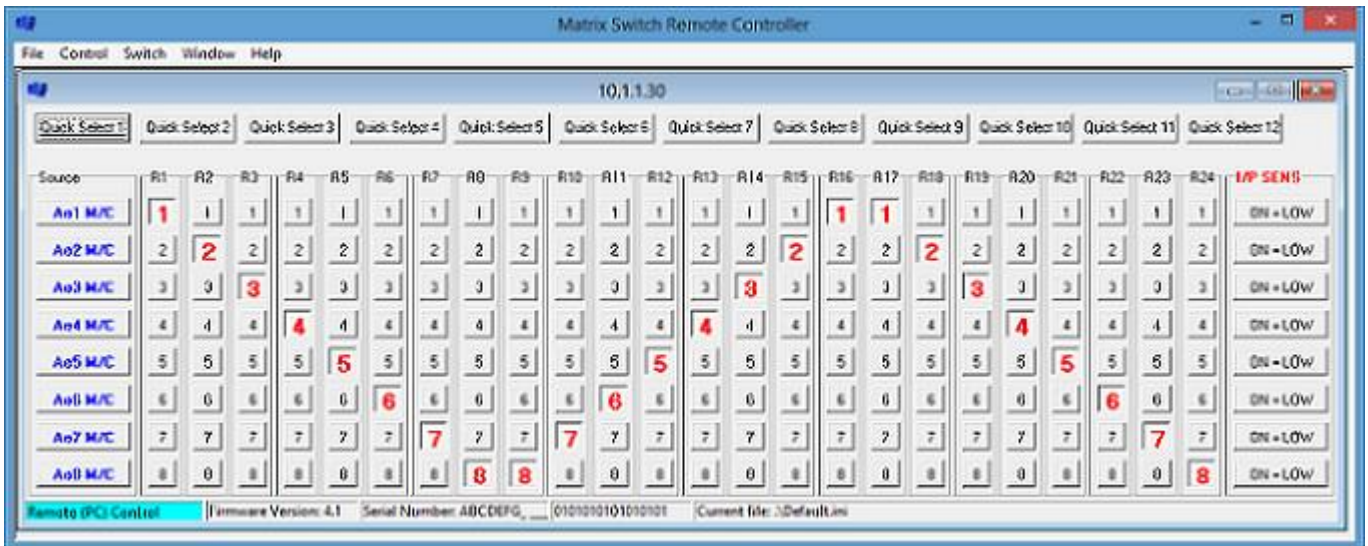 Matrix Switch Remote Controller
File Control Switch Window Help
10.1.1.30
Quick Select 1 Quick Select 2 Quick Select 3 Quick Select 4 Quick Select 5 Quick Select 6 Quick Select 7 Quick Select 8 Quick Select 9 Quick Select 10 Quick Select 11 Quick Select 12
Source R1 R2 R3 R4 R5 R6 R7 R8 R9 R10 R11 R12 R13 R14 R15 R16 R17 R18 R19 R20 R21 R22 R23 R24 I/P SENS
Ae1 M/C 1 1 1 1 1 1 1 1 1 1 1 1 1 1 1 1 1 1 1 1 1 1 1 1 ON = LOW
Ae2 M/C 2 2 2 2 2 2 2 2 2 2 2 2 2 2 2 2 2 2 2 2 2 2 2 2 ON = LOW
Ae3 M/C 3 3 3 3 3 3 3 3 3 3 3 3 3 3 3 3 3 3 3 3 3 3 3 3 ON = LOW
Ae4 M/C 4 4 4 4 4 4 4 4 4 4 4 4 4 4 4 4 4 4 4 4 4 4 4 4 ON = LOW
Ae5 M/C 5 5 5 5 5 5 5 5 5 5 5 5 5 5 5 5 5 5 5 5 5 5 5 5 ON = LOW
Ae6 M/C 6 6 6 6 6 6 6 6 6 6 6 6 6 6 6 6 6 6 6 6 6 6 6 6 ON = LOW
Ae7 M/C 7 7 7 7 7 7 7 7 7 7 7 7 7 7 7 7 7 7 7 7 7 7 7 7 ON = LOW
Ae8 M/C 8 8 8 8 8 8 8 8 8 8 8 8 8 8 8 8 8 8 8 8 8 8 8 8 ON = LOW
Remote (PC) Control Firmware Version: 4.1 Serial Number: ABCDEFG_ __ 0101010101010101 Current file: .\Default.ini